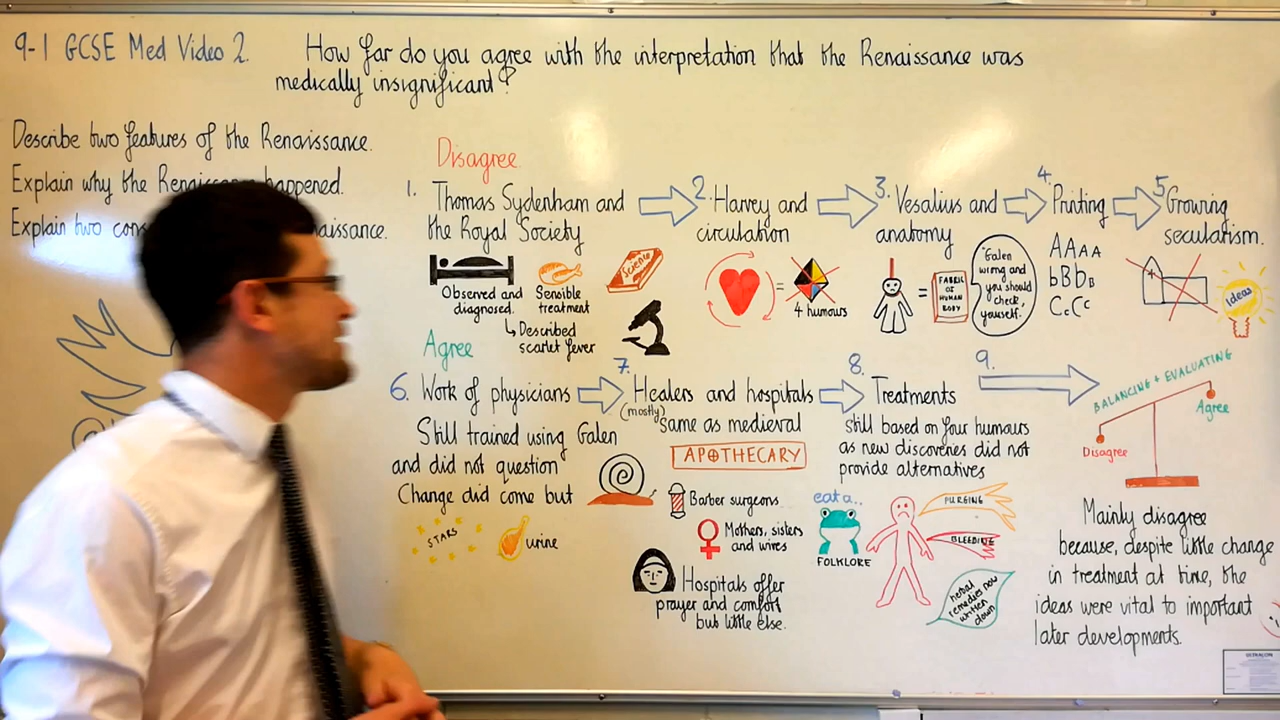 9-1 GCSE Med Video 2.
How far do you agree with the interpretation that the Renaissance was
medically insignificant?
Describe two features of the Renaissance.
Explain why the Renaissance happened.
Explain two
Disagree
1. Thomas Sydenham and
the Royal Society
Observed and
diagnosed.
Sensible
treatment
Described
scarlet fever
Science
2. Harvey and
circulation
=
4 humours
3. Vesalius and
anatomy
=
FABRIC
OF
HUMAN
BODY
"Galen
wrong and
you should
check,
yourself."
4. Printing
AAAA
bBbB
CcCc
5. Growing
secularism.
Ideas
Agree
6. Work of physicians
Still trained using Galen
and did not question
Change did come but
STARS
urine
7. Healers and hospitals
(mostly) same as medieval
APOTHECARY
Barber surgeons
Mothers, sisters
and wives
Hospitals offer
prayer and comfort
but little else.
8. Treatments
still based on four humours
as new discoveries did not
provide alternatives
eat a..
FOLKLORE
PURGING
BLEEDING
herbal
remedies now
written
down
9.
BALANCING + EVALUATING
Agree
Disagree
Mainly disagree
because, despite little change
in treatment at time, the
ideas were vital to important
later developments.